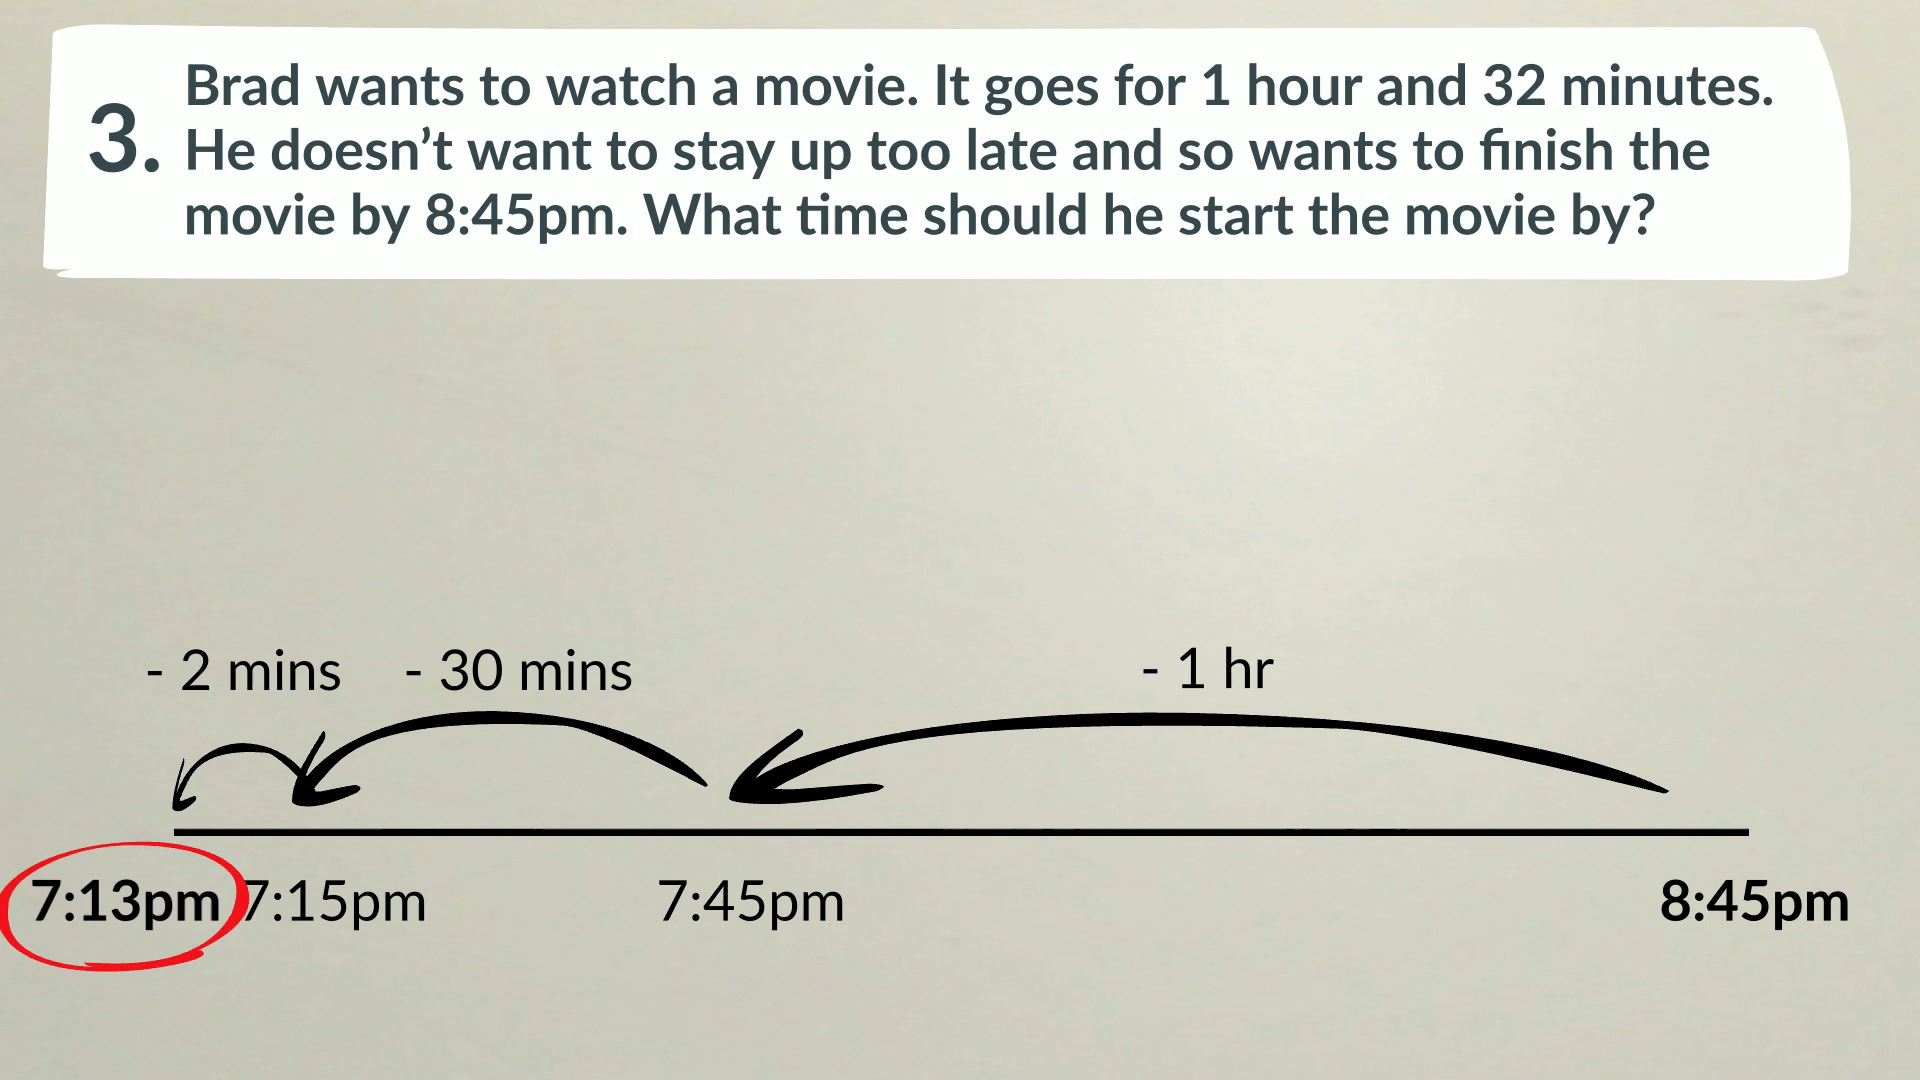 3.
Brad wants to watch a movie. It goes for 1 hour and 32 minutes.
He doesn’t want to stay up too late and so wants to finish the
movie by 8:45pm. What time should he start the movie by?
- 2 mins - 30 mins - 1 hr
7:13pm 7:15pm 7:45pm 8:45pm